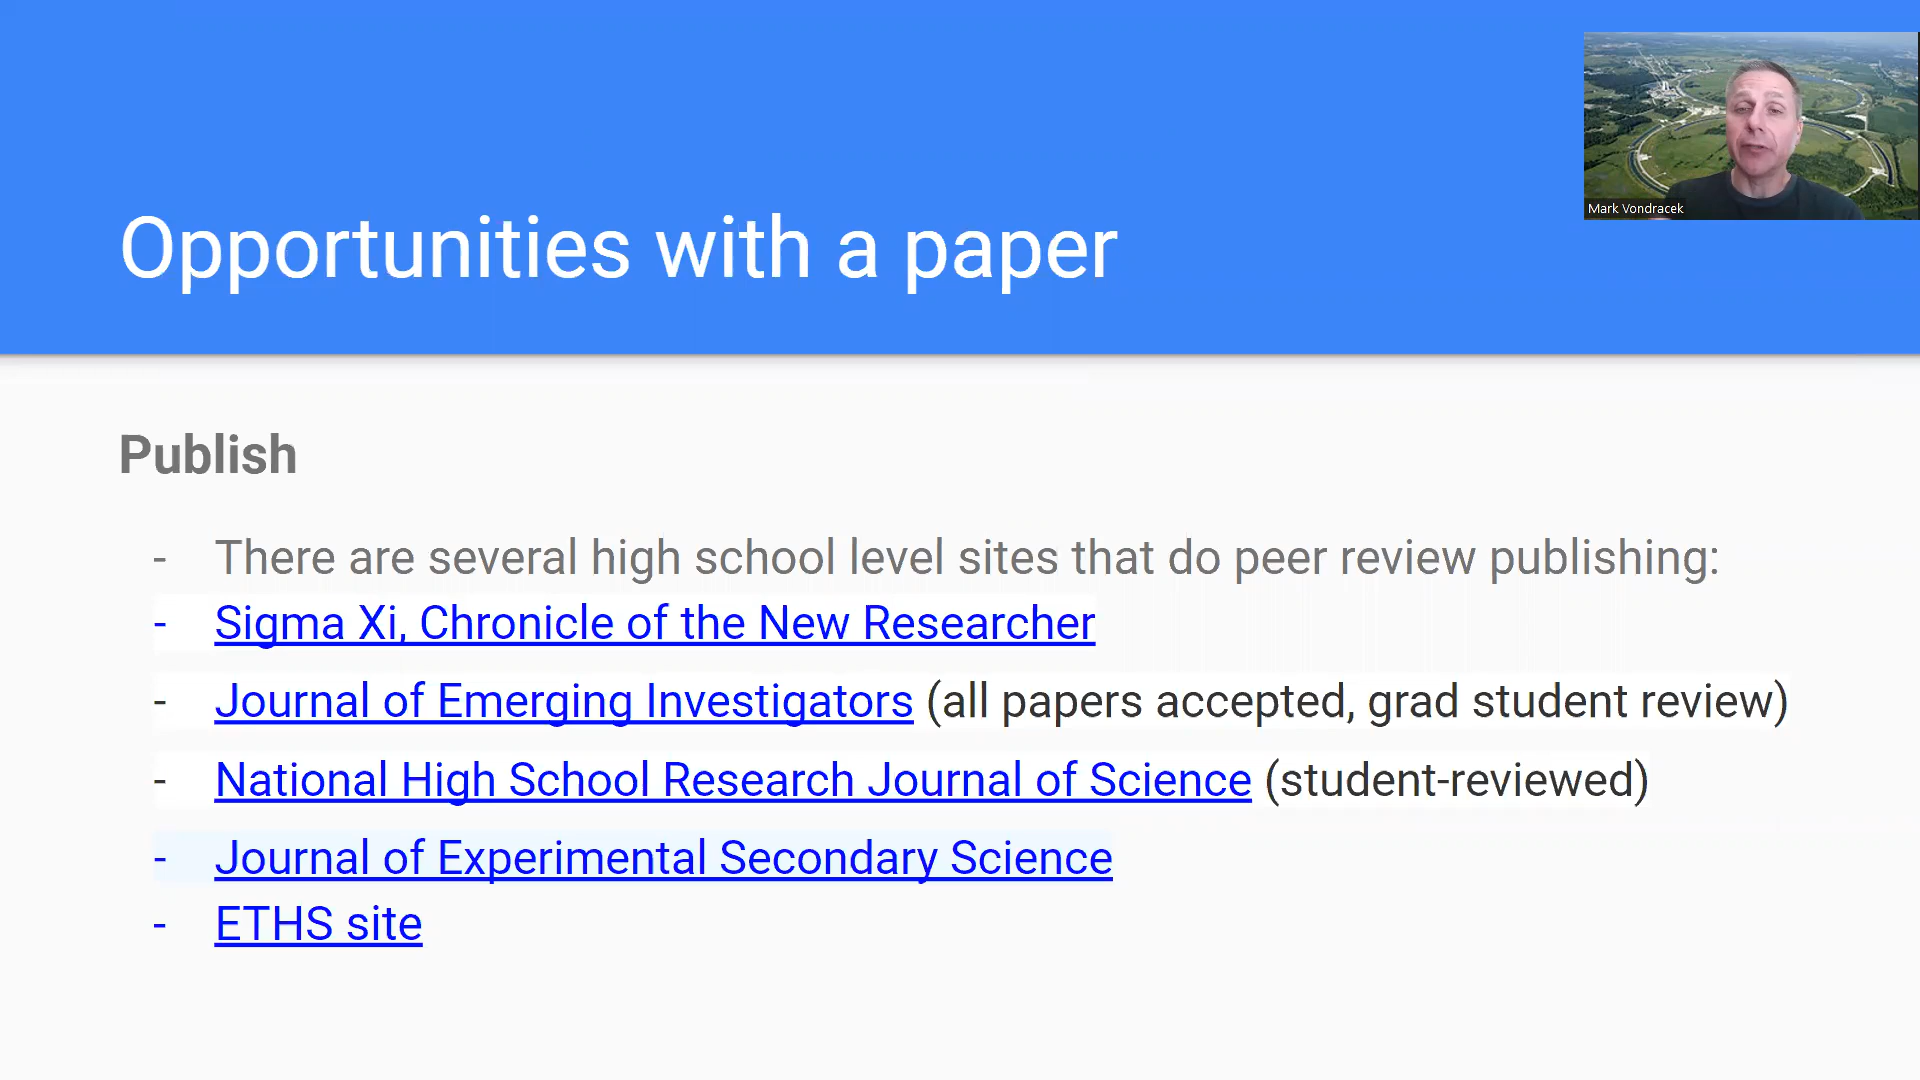 Mark Vondracek
Opportunities with a paper
Publish
- There are several high school level sites that do peer review publishing:
- Sigma Xi, Chronicle of the New Researcher
- Journal of Emerging Investigators (all papers accepted, grad student review)
- National High School Research Journal of Science (student-reviewed)
- Journal of Experimental Secondary Science
- ETHS site